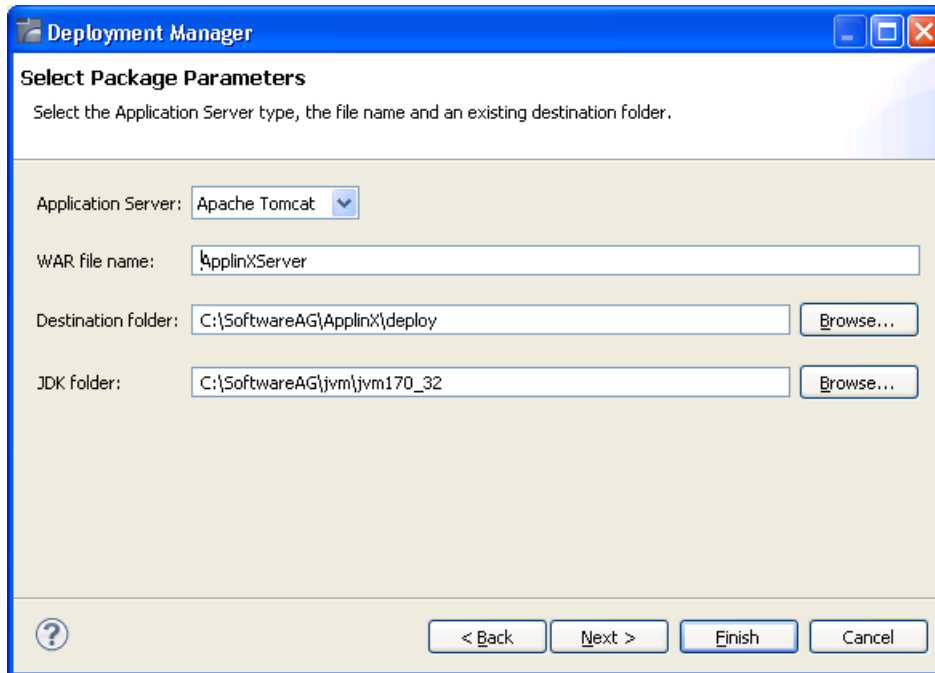 Deployment Manager
Select Package Parameters
Select the Application Server type, the file name and an existing destination folder.
Application Server: Apache Tomcat
WAR file name: ApplinXServer
Destination folder: C:\SoftwareAG\ApplinX\deploy Browse...
JDK folder: C:\SoftwareAG\jvm\jvm170_32 Browse...
? < Back Next > Finish Cancel